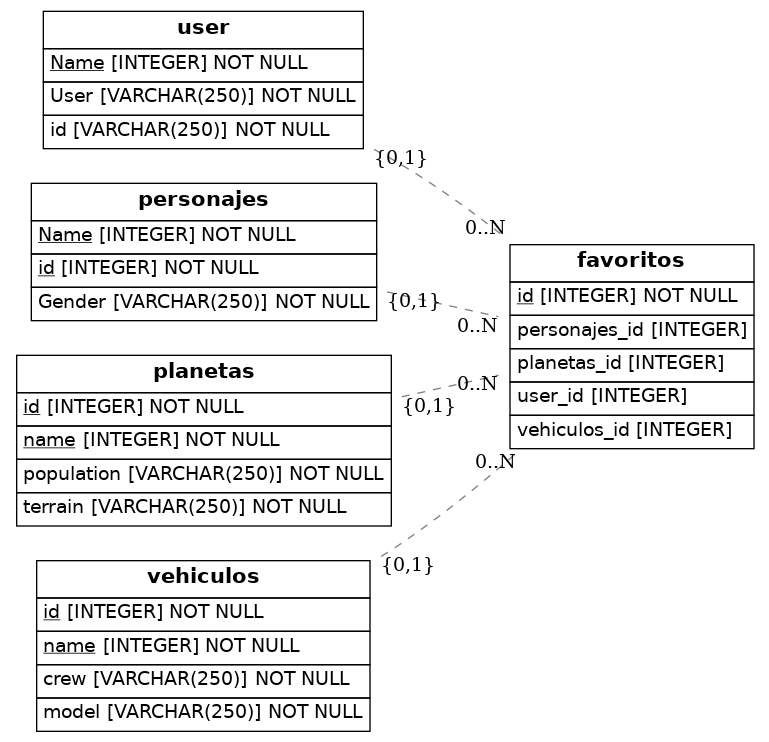 user
Name [INTEGER] NOT NULL
User [VARCHAR(250)] NOT NULL
id [VARCHAR(250)] NOT NULL
{0,1}
0..N
personajes
Name [INTEGER] NOT NULL
id [INTEGER] NOT NULL
Gender [VARCHAR(250)] NOT NULL
{0,1}
0..N
planetas
id [INTEGER] NOT NULL
name [INTEGER] NOT NULL
population [VARCHAR(250)] NOT NULL
terrain [VARCHAR(250)] NOT NULL
{0,1}
0..N
vehiculos
id [INTEGER] NOT NULL
name [INTEGER] NOT NULL
crew [VARCHAR(250)] NOT NULL
model [VARCHAR(250)] NOT NULL
{0,1}
0..N
favoritos
id [INTEGER] NOT NULL
personajes_id [INTEGER]
planetas_id [INTEGER]
user_id [INTEGER]
vehiculos_id [INTEGER]